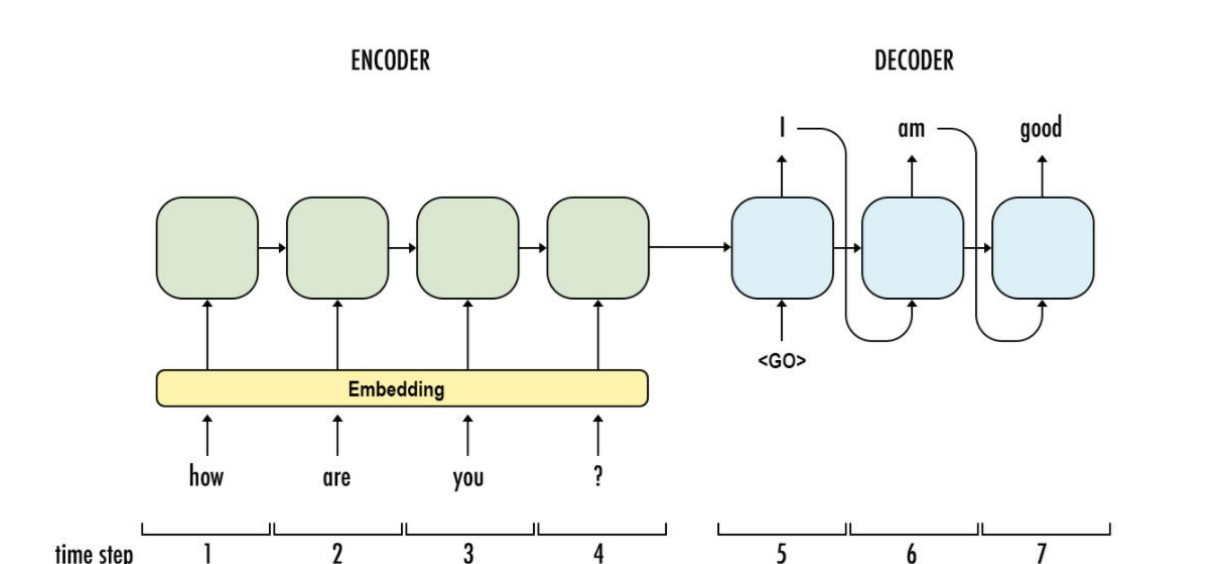 ENCODER DECODER
I am good
<GO>
Embedding
how are you ?
time step 1 2 3 4 5 6 7